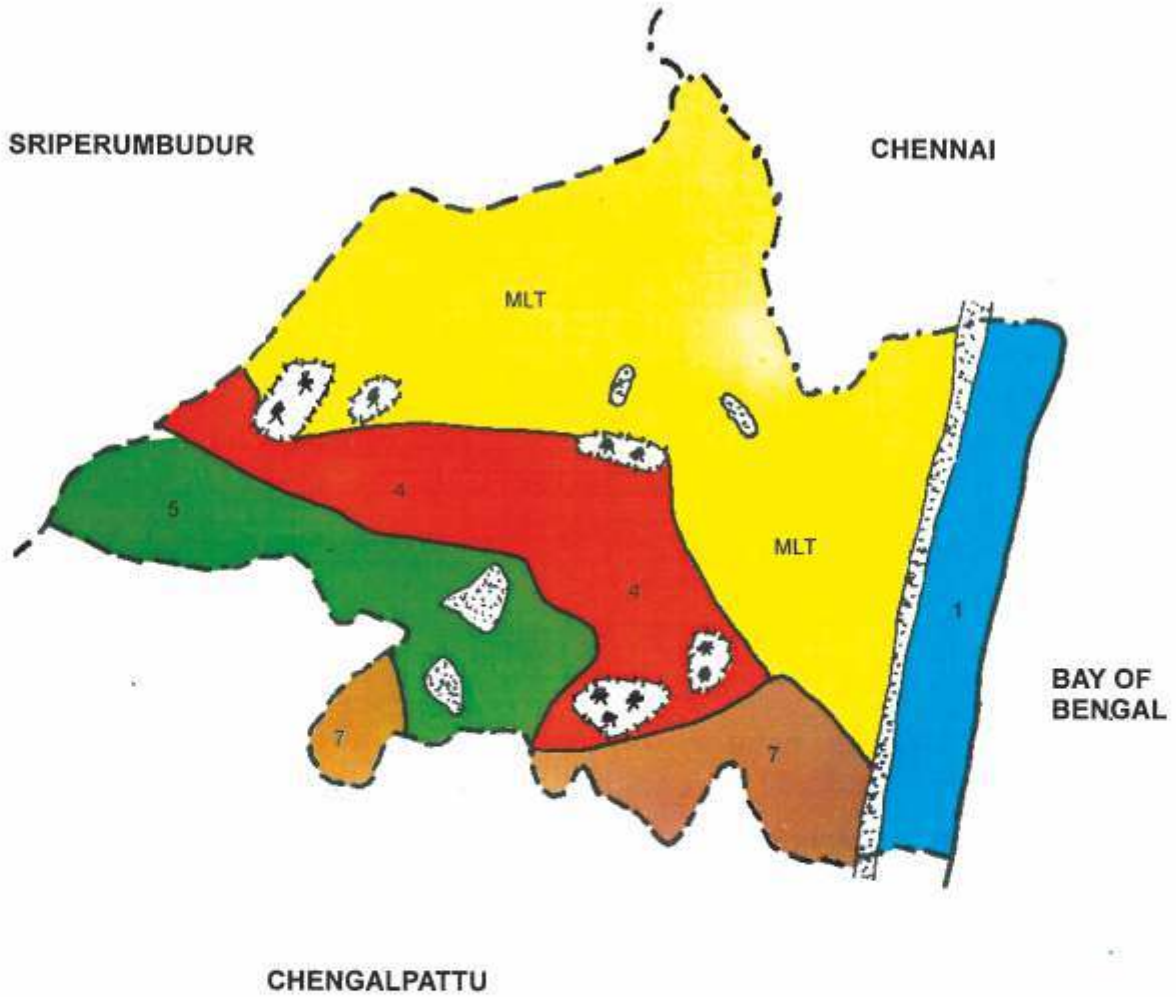 SRIPERUMBUDUR
CHENNAI
MLT
4
5
MLT
4
1
BAY OF
BENGAL
7
7
CHENGALPATTU